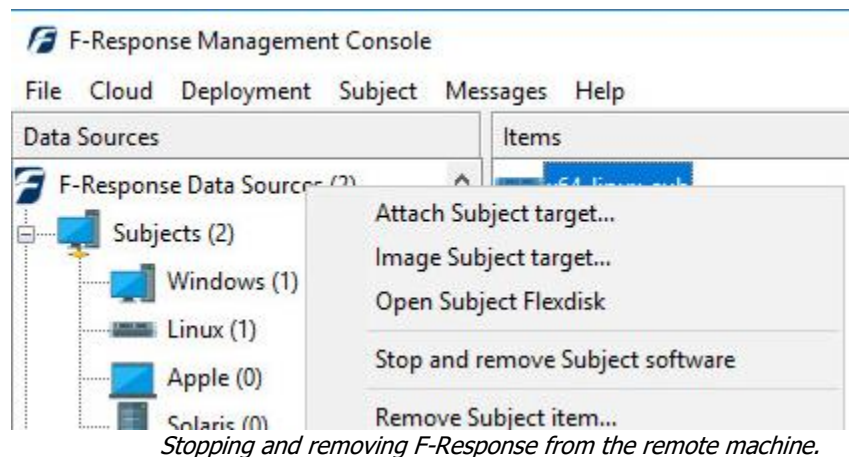 F-Response Management Console
File Cloud Deployment Subject Messages Help
Data Sources
Items
F-Response Data Sources (2)
Subjects (2)
Windows (1)
Linux (1)
Apple (0)
Solaris (0)
Attach Subject target...
Image Subject target...
Open Subject Flexdisk
Stop and remove Subject software
Remove Subject item...
Stopping and removing F-Response from the remote machine.